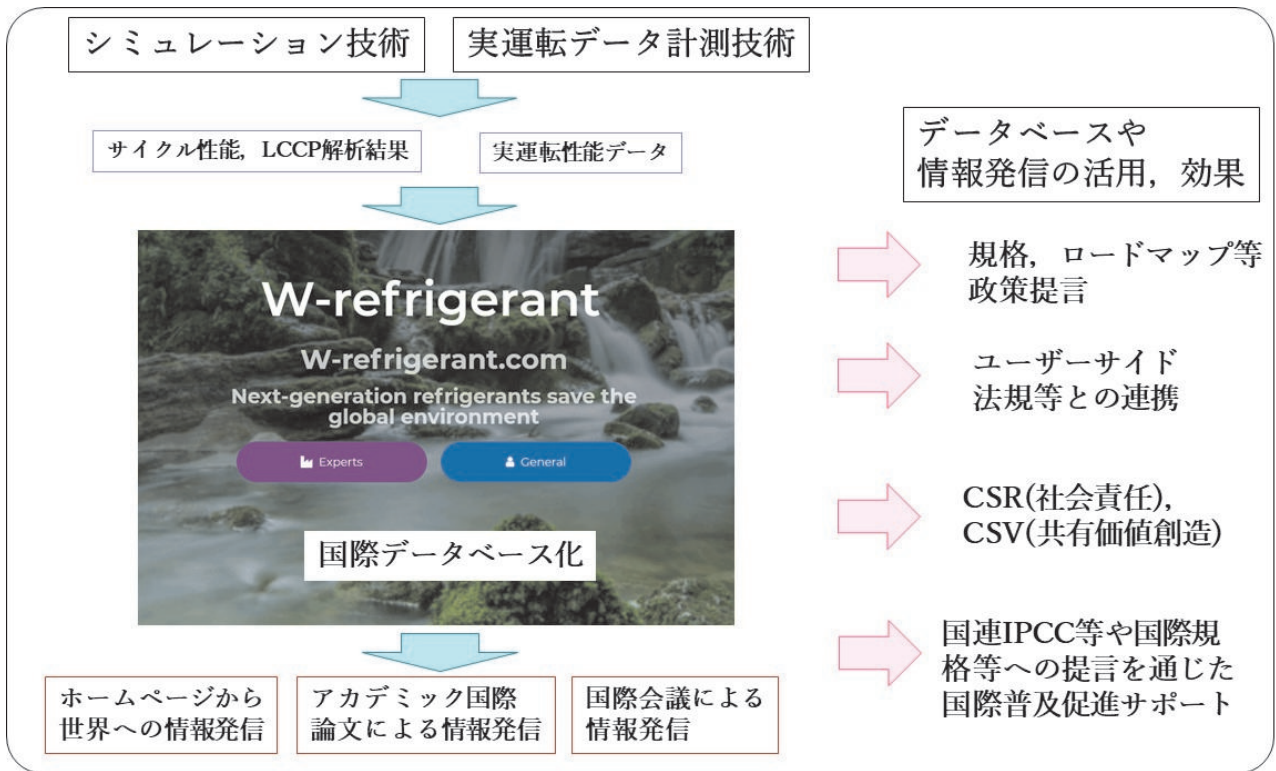 シミュレーション技術
実運転データ計測技術
サイクル性能，LCCP解析結果
実運転性能データ
W-refrigerant
W-refrigerant.com
Next-generation refrigerants save the
global environment
Experts
General
国際データベース化
ホームページから
世界への情報発信
アカデミック国際
論文による情報発信
国際会議による
情報発信
データベースや
情報発信の活用，効果
規格，ロードマップ等
政策提言
ユーザーサイド
法規等との連携
CSR(社会責任),
CSV(共有価値創造)
国連IPCC等や国際規
格等への提言を通じた
国際普及促進サポート